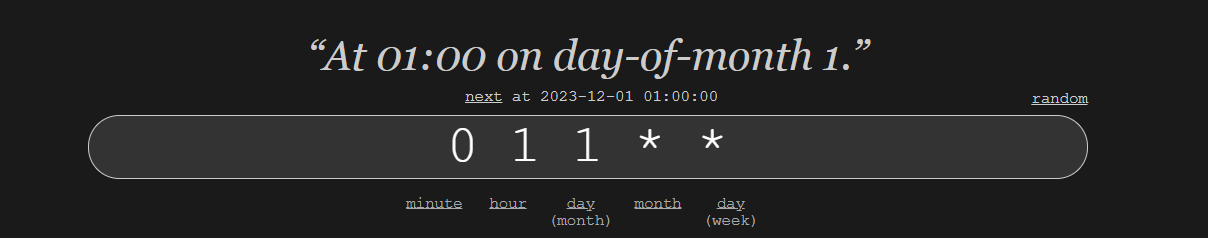 “At 01:00 on day-of-month 1.”
next at 2023-12-01 01:00:00
random
0 1 1 * *
minute hour day month day
(month) (week)